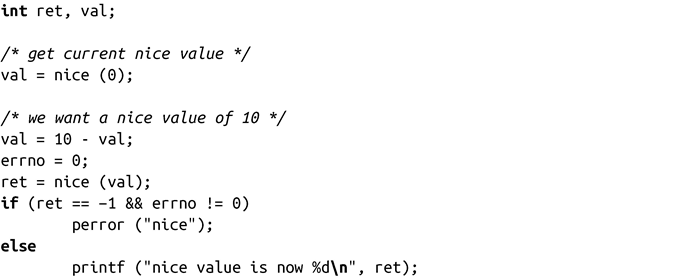 int ret, val;
/* get current nice value */
val = nice (0);
/* we want a nice value of 10 */
val = 10 - val;
errno = 0;
ret = nice (val);
if (ret == −1 && errno != 0)
perror ("nice");
else
printf ("nice value is now %d\n", ret);